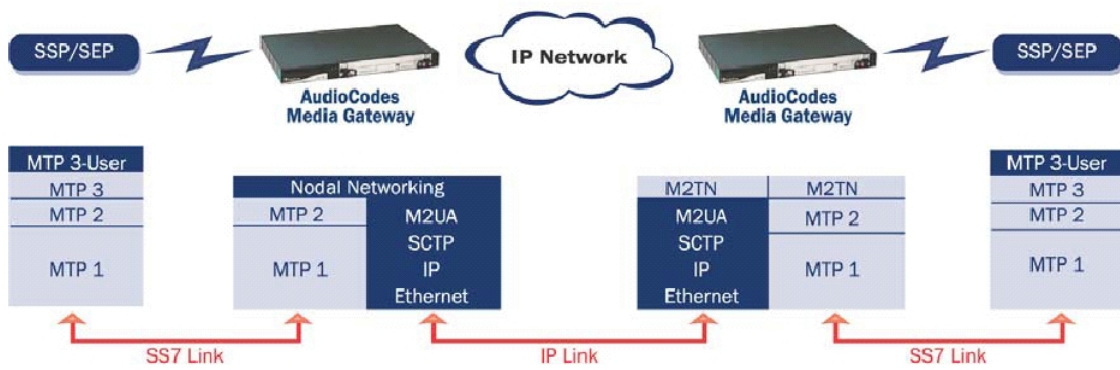 SSP/SEP
IP Network
SSP/SEP
AudioCodes
Media Gateway
AudioCodes
Media Gateway
MTP 3-User
MTP 3
MTP 2
MTP 1
Nodal Networking
MTP 2
MTP 1
M2UA
SCTP
IP
Ethernet
M2TN
M2UA
SCTP
IP
Ethernet
M2TN
MTP 2
MTP 1
MTP 3-User
MTP 3
MTP 2
MTP 1
SS7 Link
IP Link
SS7 Link